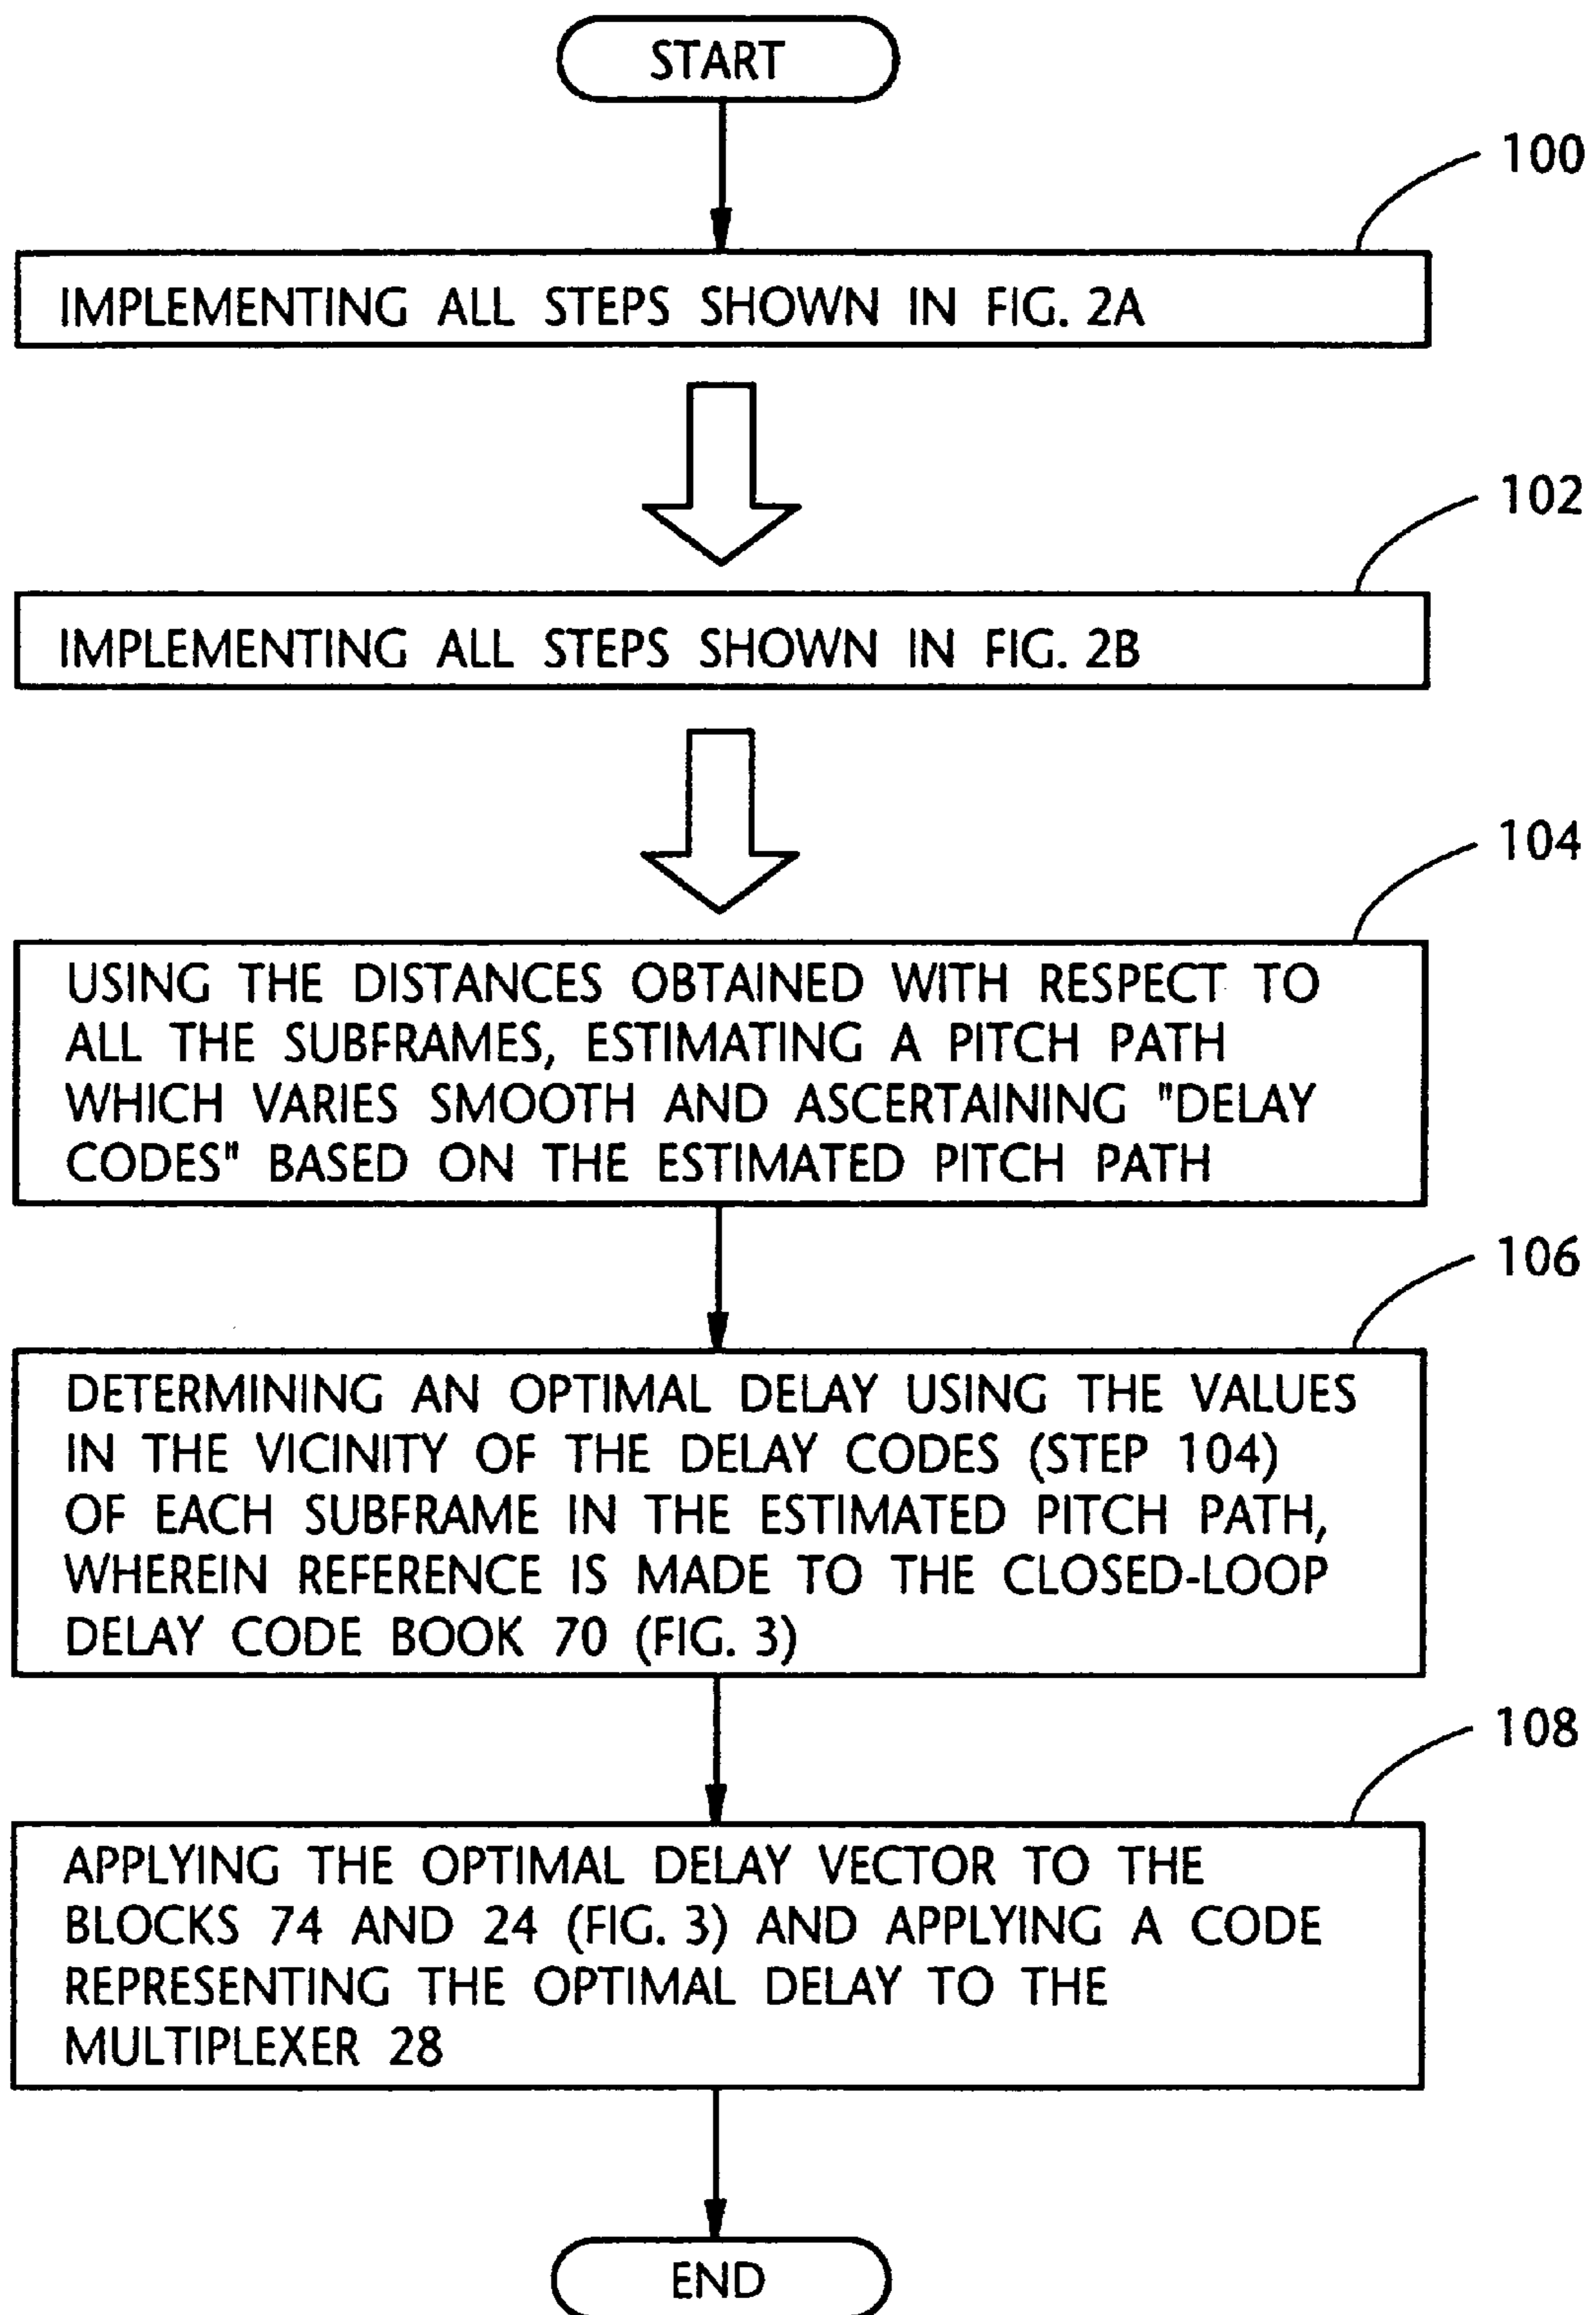 START
100
IMPLEMENTING ALL STEPS SHOWN IN FIG. 2A
102
IMPLEMENTING ALL STEPS SHOWN IN FIG. 2B
104
USING THE DISTANCES OBTAINED WITH RESPECT TO
ALL THE SUBFRAMES, ESTIMATING A PITCH PATH
WHICH VARIES SMOOTH AND ASCERTAINING "DELAY
CODES" BASED ON THE ESTIMATED PITCH PATH
106
DETERMINING AN OPTIMAL DELAY USING THE VALUES
IN THE VICINITY OF THE DELAY CODES (STEP 104)
OF EACH SUBFRAME IN THE ESTIMATED PITCH PATH,
WHEREIN REFERENCE IS MADE TO THE CLOSED-LOOP
DELAY CODE BOOK 70 (FIG. 3)
108
APPLYING THE OPTIMAL DELAY VECTOR TO THE
BLOCKS 74 AND 24 (FIG. 3) AND APPLYING A CODE
REPRESENTING THE OPTIMAL DELAY TO THE
MULTIPLEXER 28
END